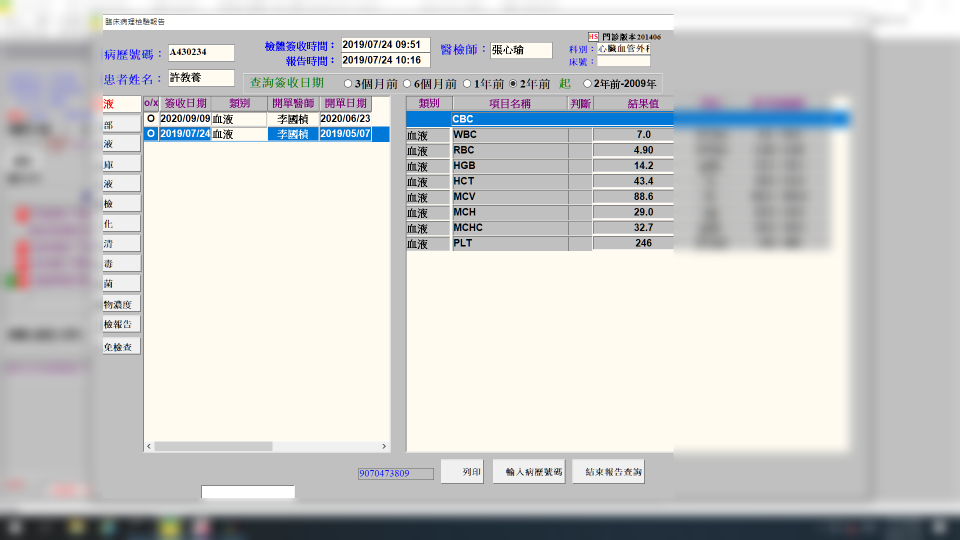 臨床病理檢驗報告
HS 門診版本201406
病歷號碼： A430234 檢體簽收時間： 2019/07/24 09:51 醫檢師： 張心瑜 科別： 心臟血管外科
報告時間： 2019/07/24 10:16 床號：
患者姓名： 許教養
查詢簽收日期 3個月前 6個月前 1年前 2年前 起 2年前-2009年
液
部
液
庫
液
檢
化
清
毒
菌
物濃度
檢報告
免檢查
o/x 簽收日期 類別 開單醫師 開單日期
O 2020/09/09 血液 李國楨 2020/06/23
O 2019/07/24 血液 李國楨 2019/05/07
類別 項目名稱 判斷 結果值
CBC
血液 WBC 7.0
血液 RBC 4.90
血液 HGB 14.2
血液 HCT 43.4
血液 MCV 88.6
血液 MCH 29.0
血液 MCHC 32.7
血液 PLT 246
9070473809 列印 輸入病歷號碼 結束報告查詢